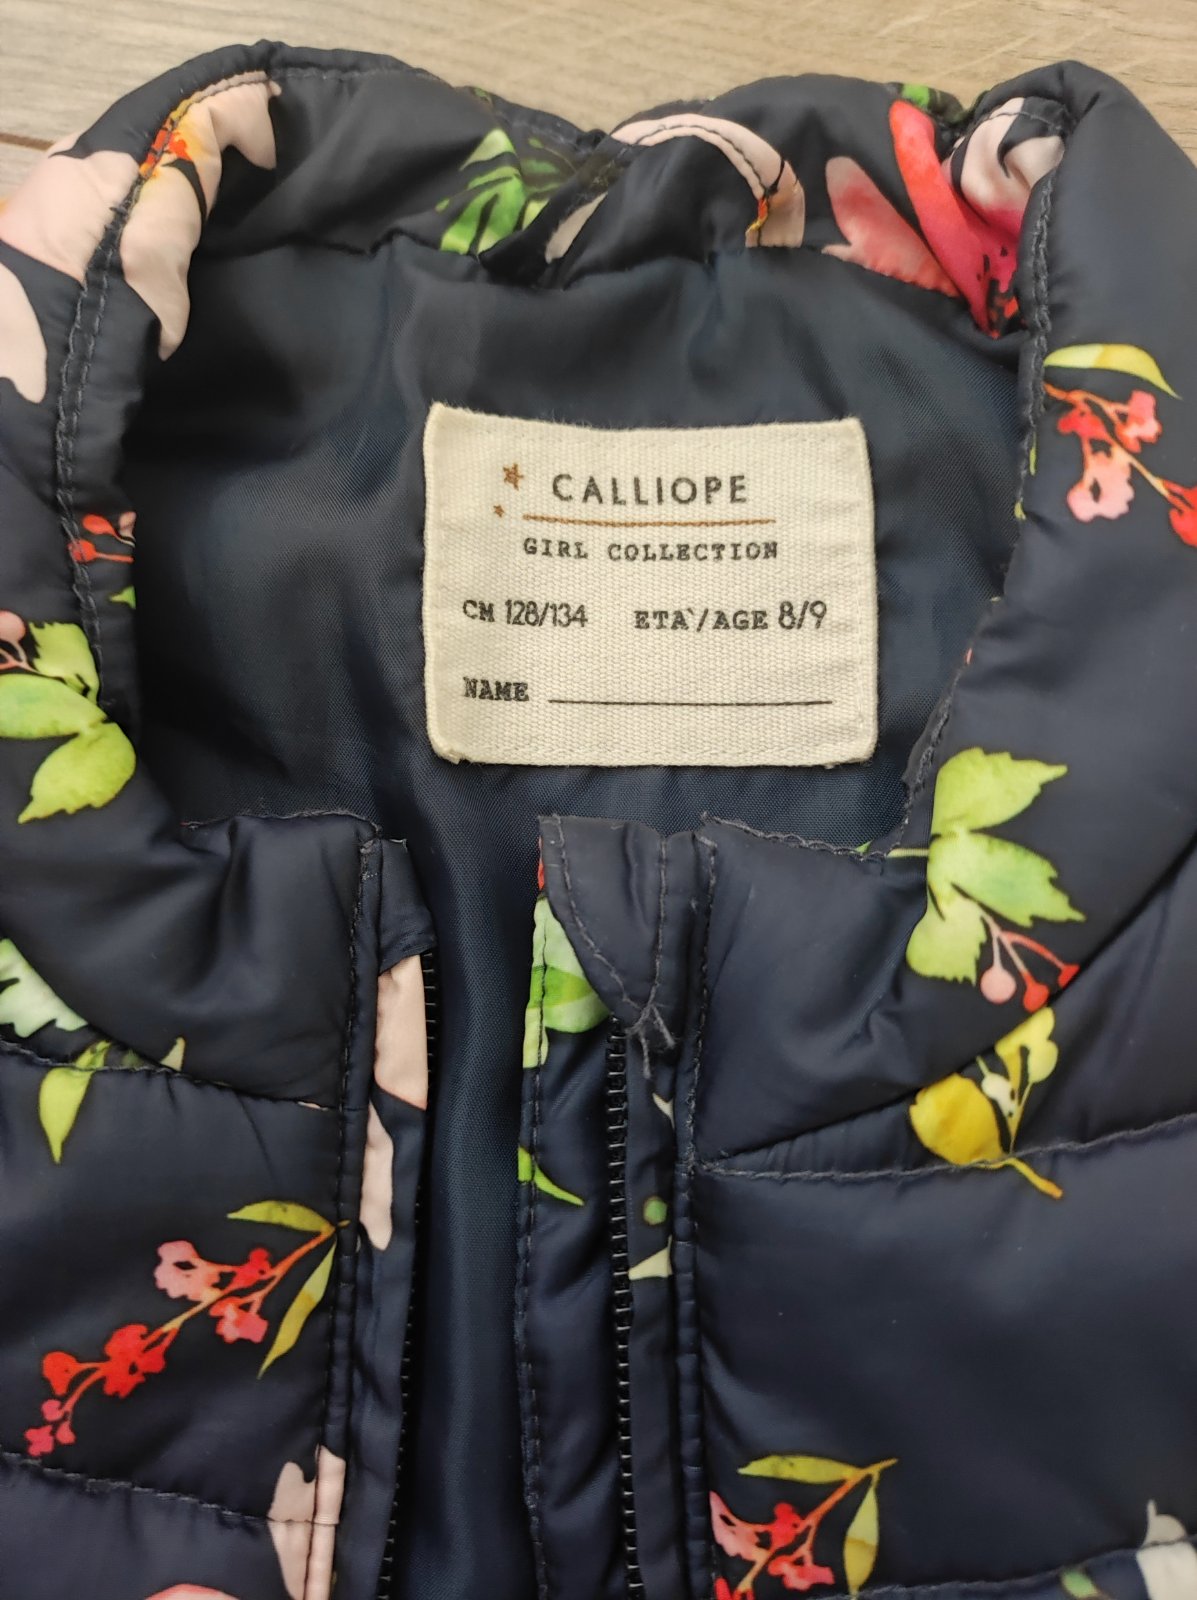 CALLIOPE
GIRL COLLECTION
CM 128/134 ETA'/AGE 8/9
NAME